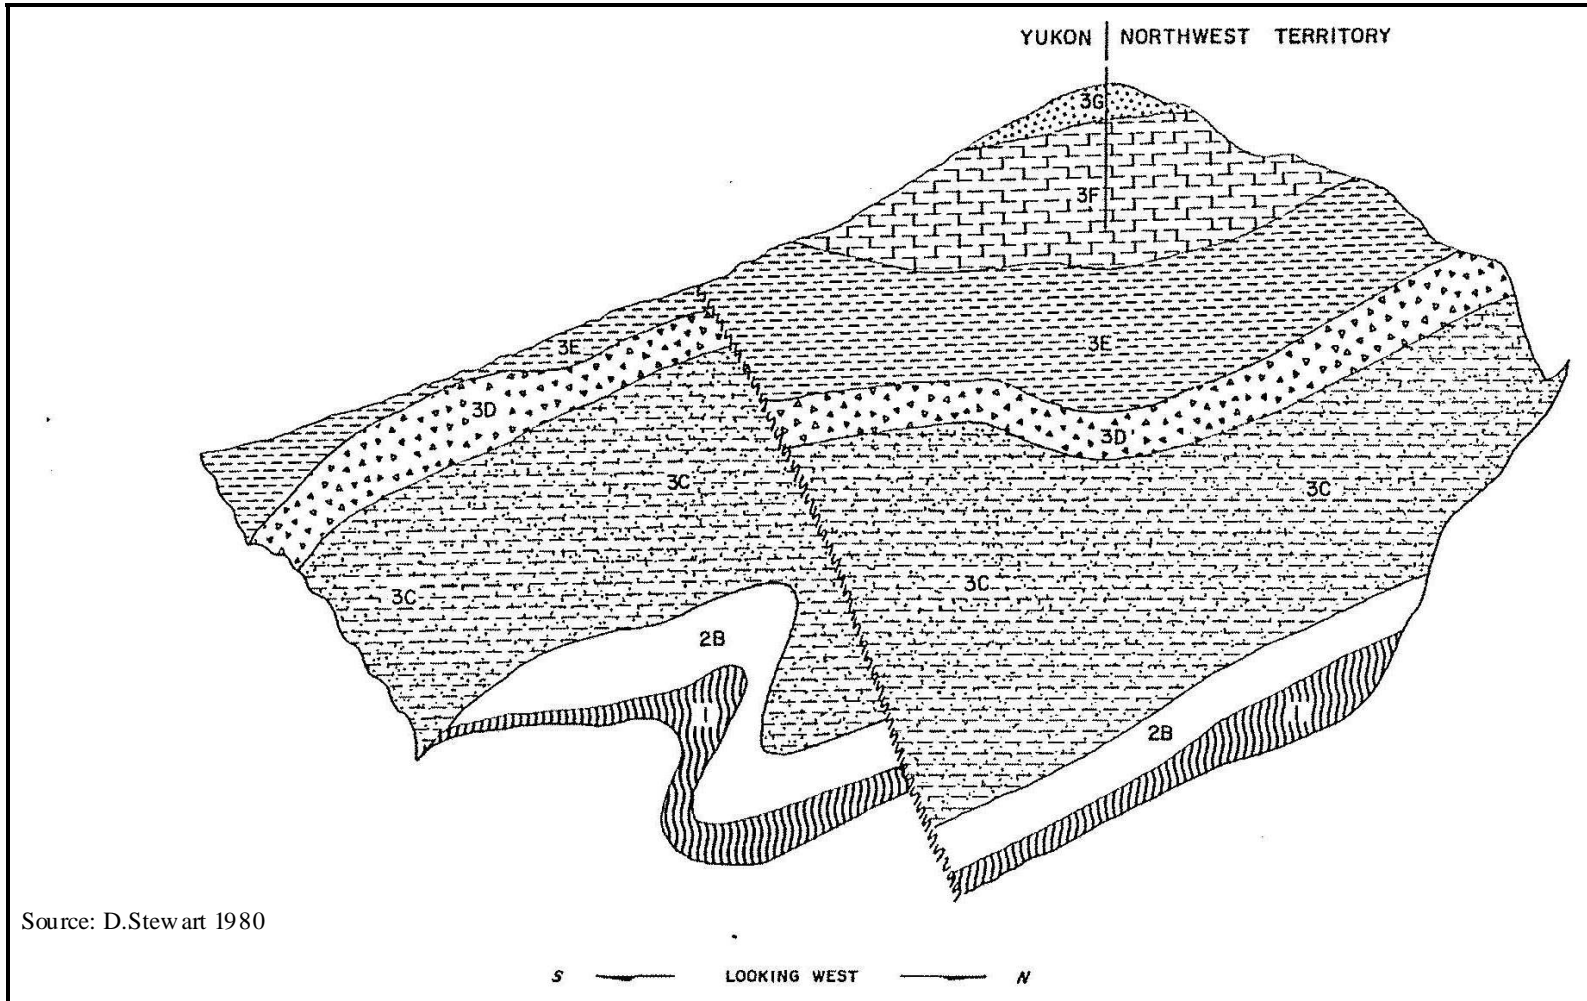 YUKON NORTHWEST TERRITORY
3G
3F
3E
3E
3D
3D
3C
3C
3C
3C
2B
1
1
2B
Source: D.Stewart 1980
S LOOKING WEST N